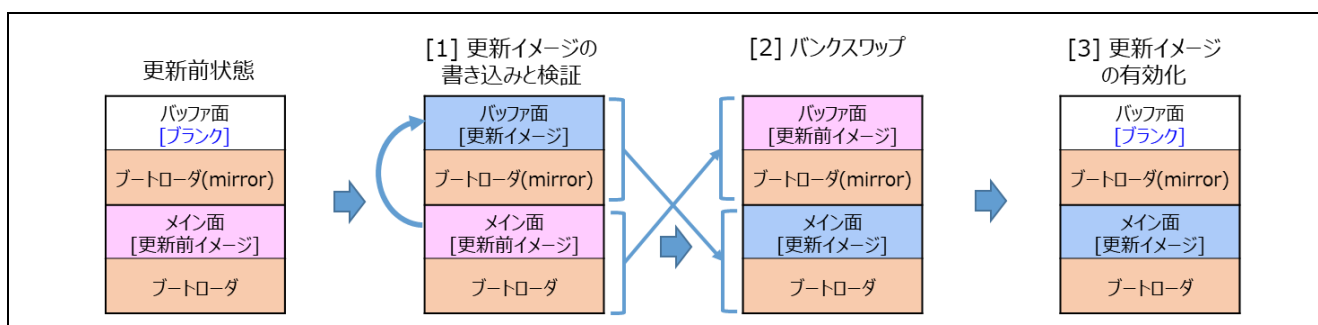 更新前状態
バッファ面
[ブランク]
ブートローダ(mirror)
メイン面
[更新前イメージ]
ブートローダ
[1] 更新イメージの
書き込みと検証
バッファ面
[更新イメージ]
ブートローダ(mirror)
メイン面
[更新前イメージ]
ブートローダ
[2] バンクスワップ
バッファ面
[更新前イメージ]
ブートローダ(mirror)
メイン面
[更新イメージ]
ブートローダ
[3] 更新イメージ
の有効化
バッファ面
[ブランク]
ブートローダ(mirror)
メイン面
[更新イメージ]
ブートローダ